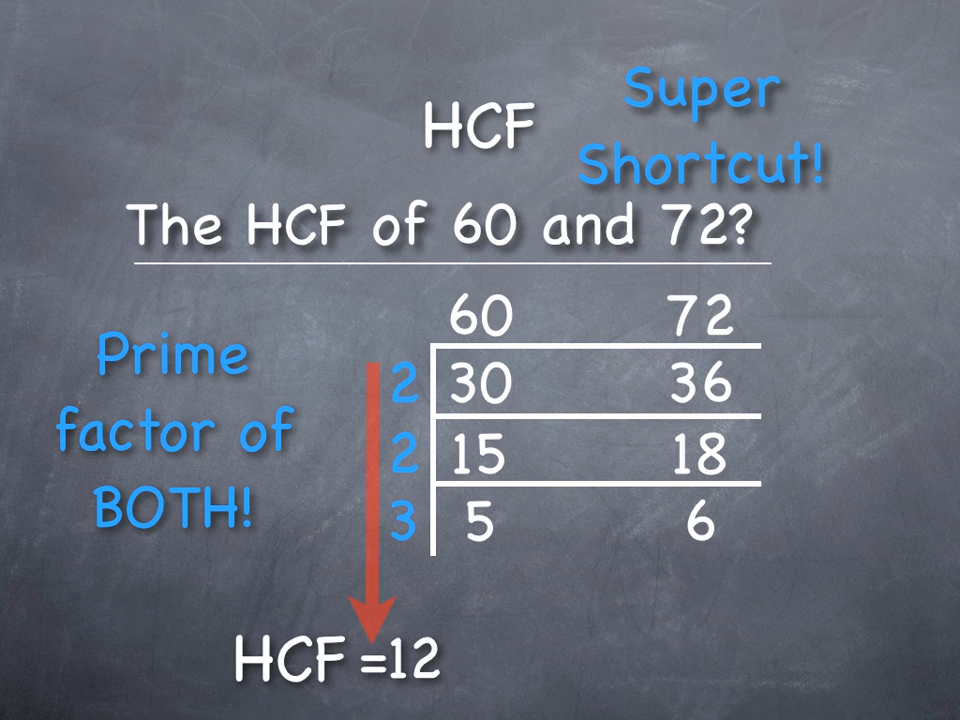 Super
Shortcut!
HCF
The HCF of 60 and 72?
Prime
factor of
BOTH!
60 72
2 30 36
2 15 18
3 5 6
HCF =12